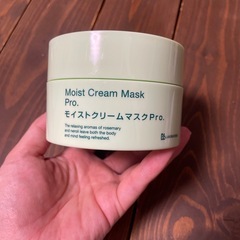 Moist Cream Mask
Pro.
モイストクリームマスクPro.
The relaxing aromas of rosemary
and neroli leave both the body
and mind feeling refreshed.